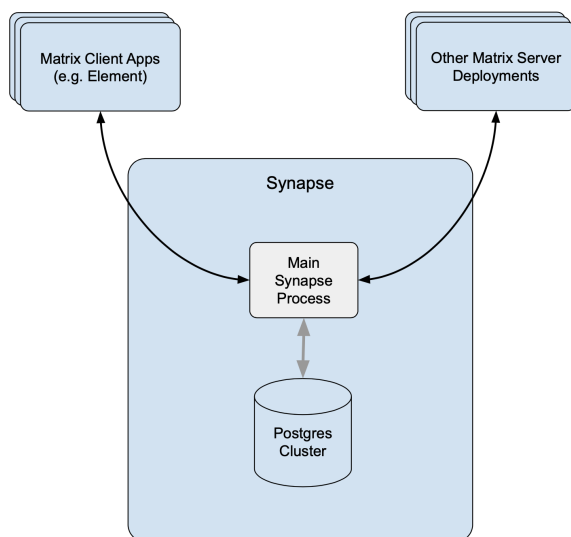 Matrix Client Apps
(e.g. Element)
Other Matrix Server
Deployments
Synapse
Main
Synapse
Process
Postgres
Cluster